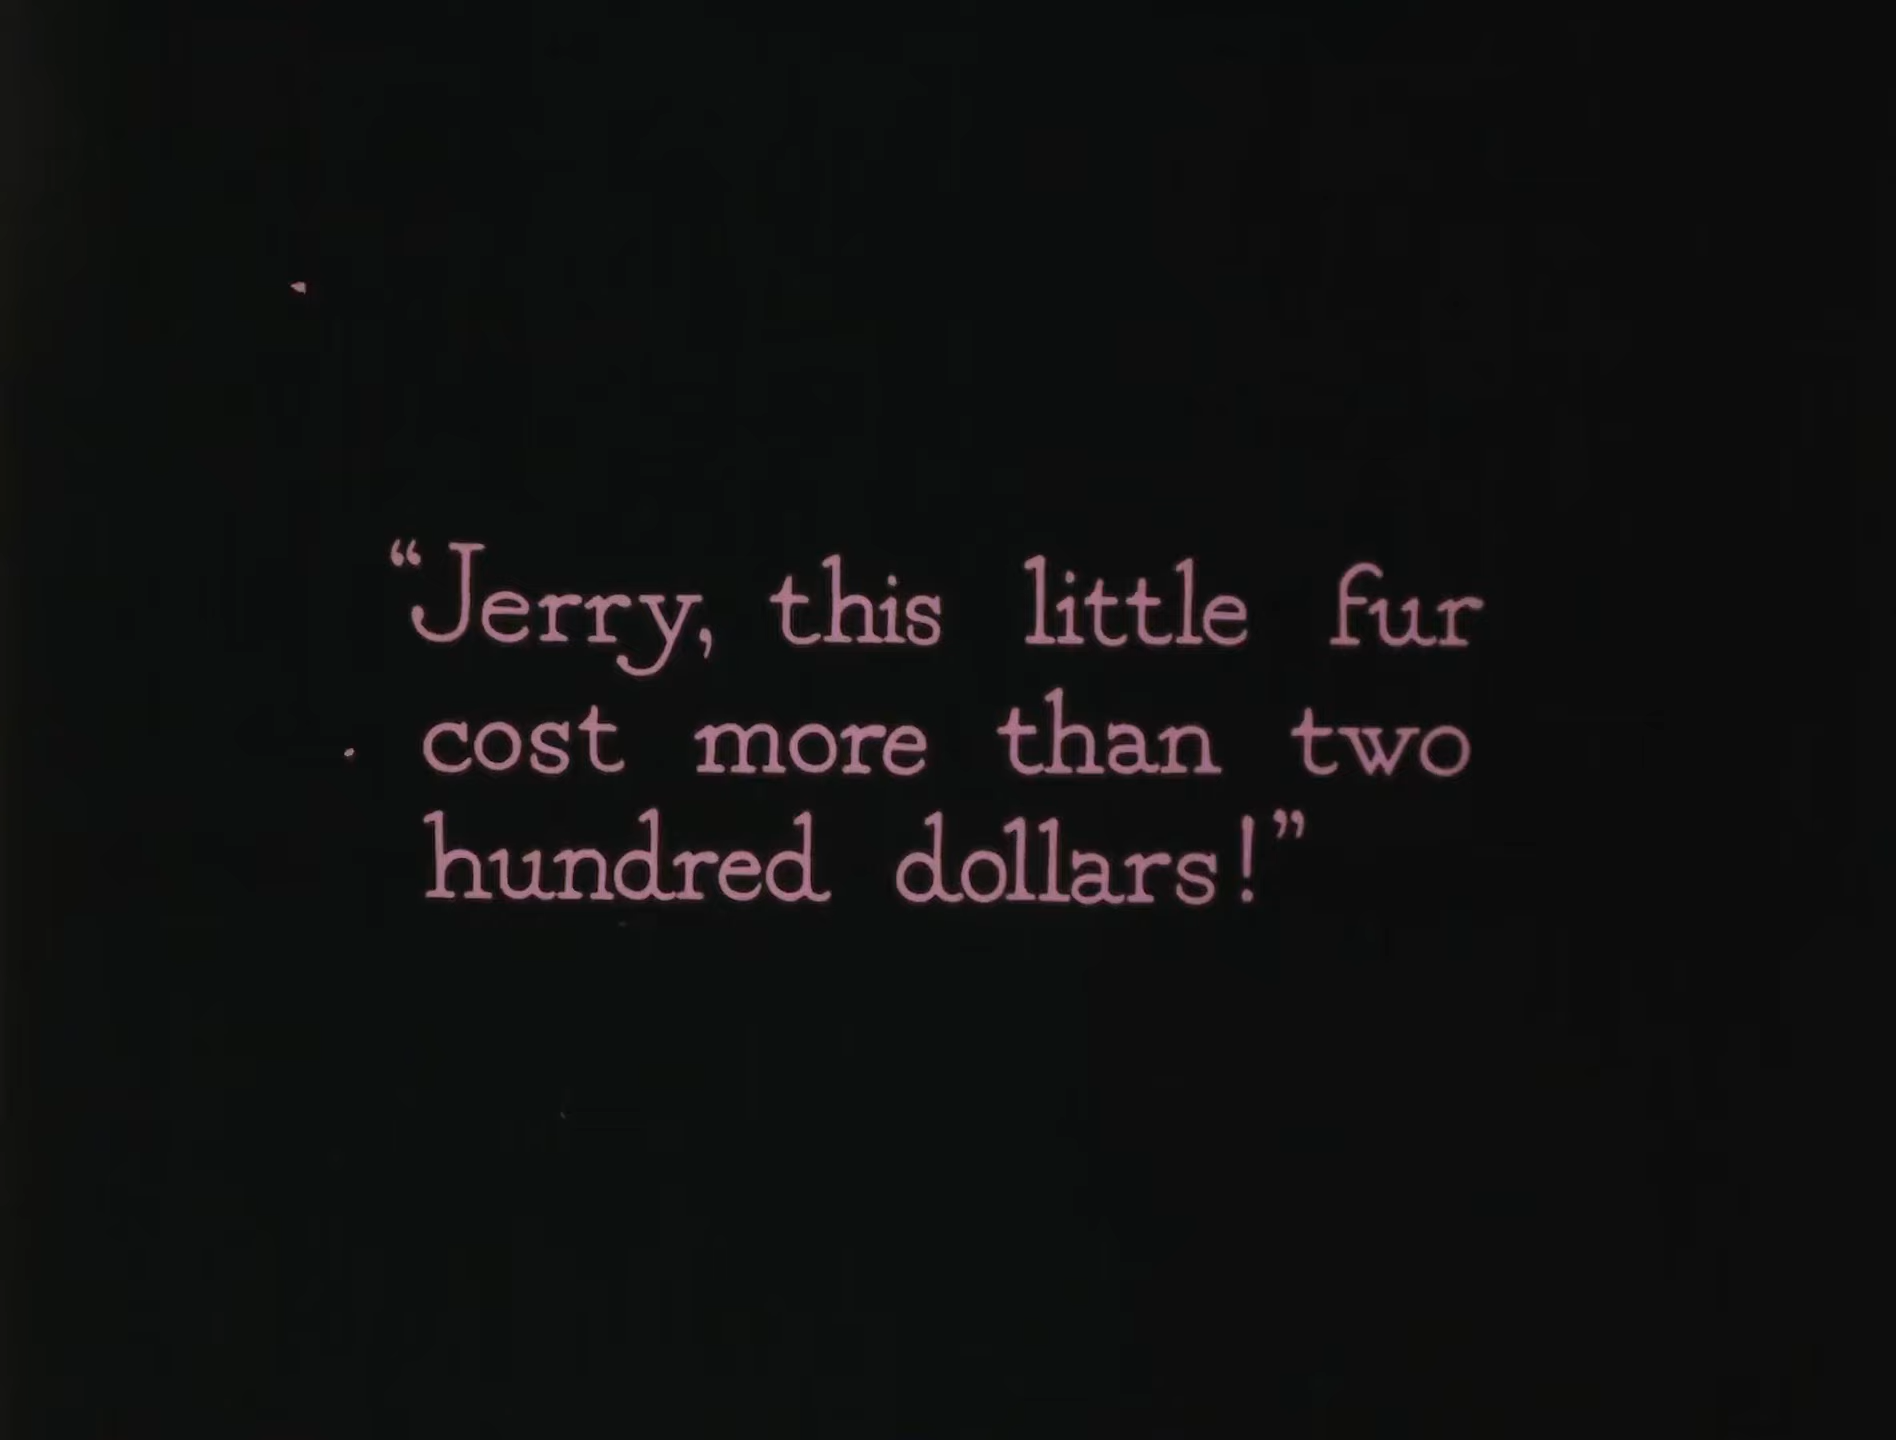 “Jerry, this little fur
cost more than two
hundred dollars!”